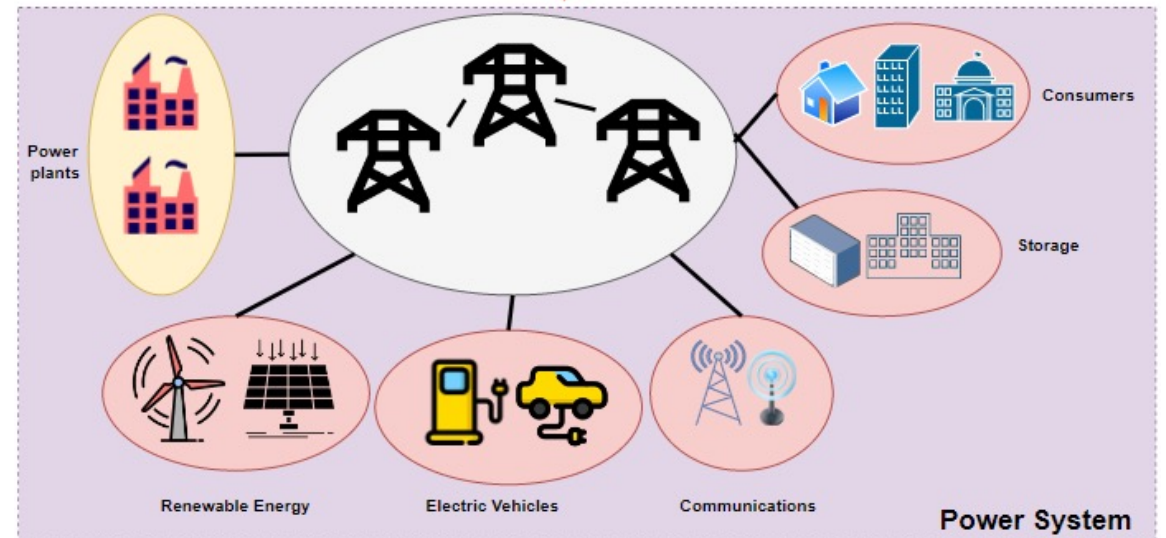 Power
plants
Consumers
Storage
Renewable Energy
Electric Vehicles
Communications
Power System